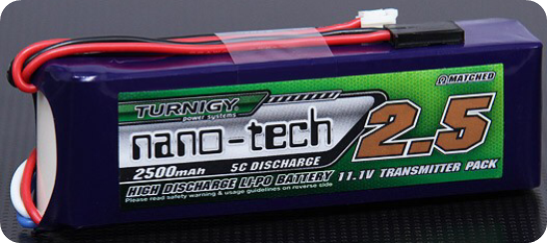 Ω MATCHED
TURNIGY
power systems
nano-tech
2.5
2500mah 5C DISCHARGE
HIGH DISCHARGE LI-PO BATTERY 11.1V TRANSMITTER PACK
Please read safety warning & usage guidelines on reverse side